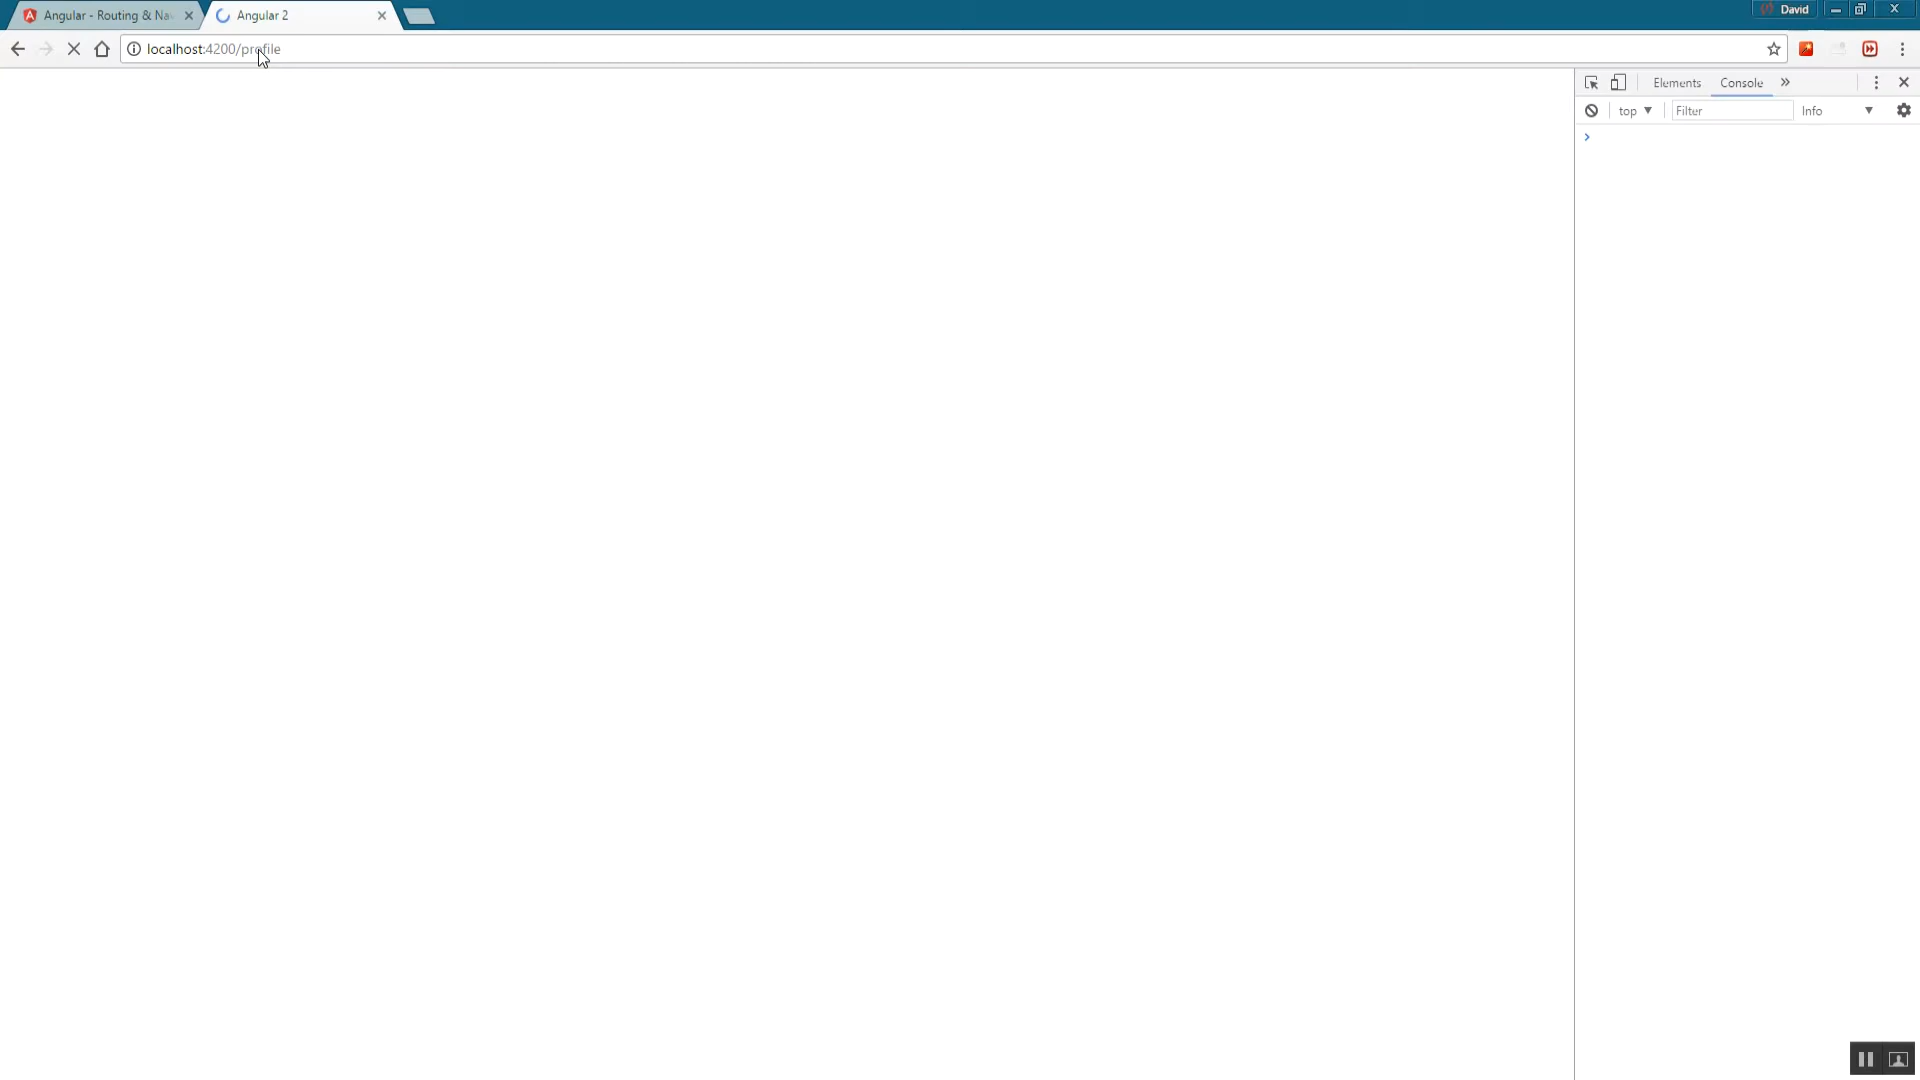 Angular - Routing & Na
Angular 2
David
localhost:4200/profile
Elements
Console
top
Filter
Info